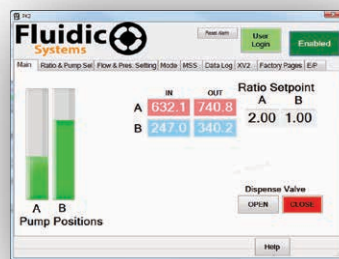 TK2
Fluidic
Systems
Reset Alarm
User
Login
Enabled
Main Ratio & Pump Sel Flow & Pres. Setting Mode MSS Data Log XV2 Factory Pages E/P
IN OUT
A 632.1 740.8
B 247.0 340.2
Ratio Setpoint
A B
2.00 1.00
A B
Pump Positions
Dispense Valve
OPEN CLOSE
Help